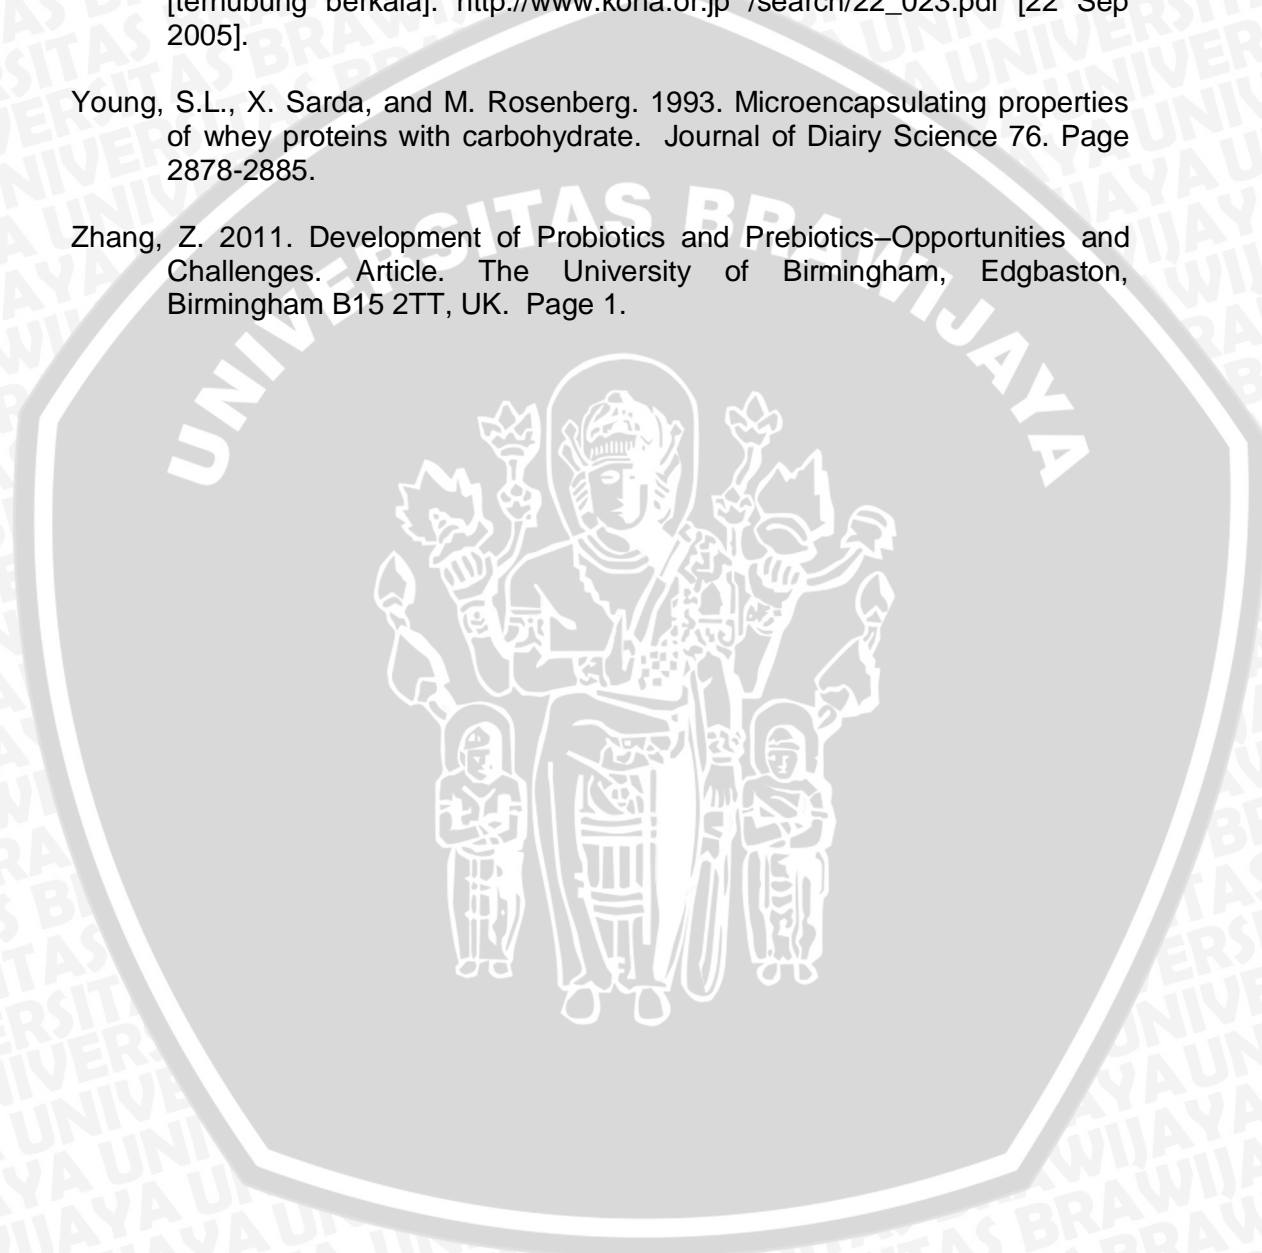 [terhubung berkala]. http://www.kona.or.jp /search/22_023.pdf [22 Sep
2005].
Young, S.L., X. Sarda, and M. Rosenberg. 1993. Microencapsulating properties
of whey proteins with carbohydrate. Journal of Diairy Science 76. Page
2878-2885.
Zhang, Z. 2011. Development of Probiotics and Prebiotics–Opportunities and
Challenges. Article. The University of Birmingham, Edgbaston,
Birmingham B15 2TT, UK. Page 1.
UNIVERSITAS BRAWIJAYA